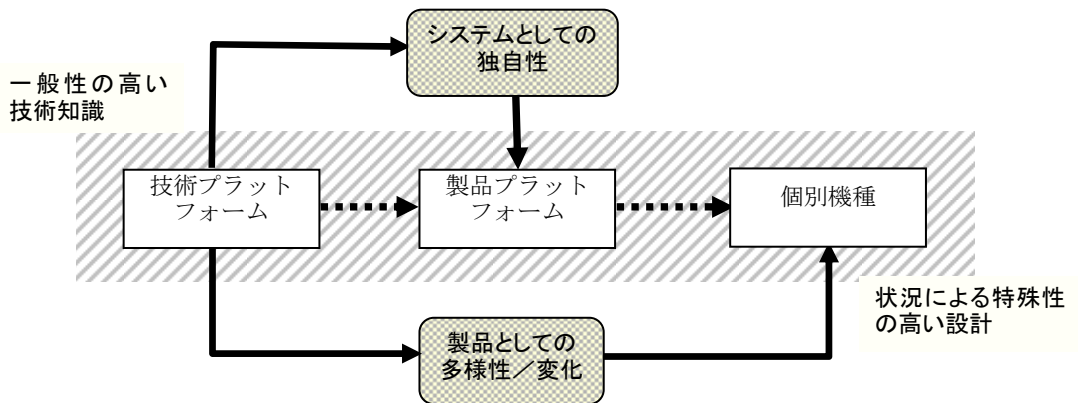 システムとしての
独自性
一般性の高い
技術知識
技術プラット
フォーム
製品プラット
フォーム
個別機種
状況による特殊性
の高い設計
製品としての
多様性／変化